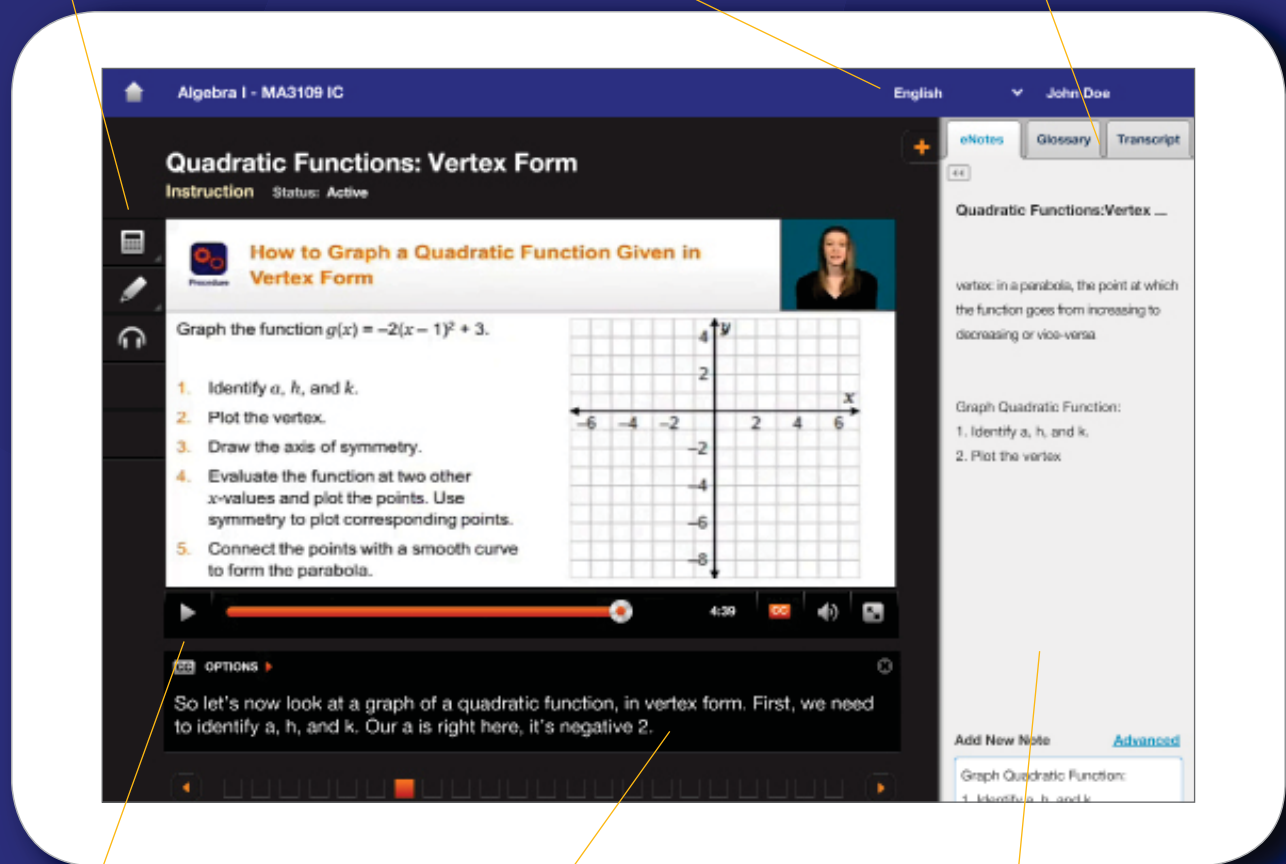 Algebra I - MA3109 IC
English
John Doe
Quadratic Functions: Vertex Form
Instruction Status: Active
Procedure
How to Graph a Quadratic Function Given in
Vertex Form
Graph the function g(x) = –2(x – 1)² + 3.
1. Identify a, h, and k.
2. Plot the vertex.
3. Draw the axis of symmetry.
4. Evaluate the function at two other
x-values and plot the points. Use
symmetry to plot corresponding points.
5. Connect the points with a smooth curve
to form the parabola.
y
4
2
x
–6 –4 –2 2 4 6
–2
–4
–6
–8
4:39 CC
CC OPTIONS
So let's now look at a graph of a quadratic function, in vertex form. First, we need
to identify a, h, and k. Our a is right here, it's negative 2.
eNotes Glossary Transcript
Quadratic Functions:Vertex ...
vertex: in a parabola, the point at which
the function goes from increasing to
decreasing or vice-versa
Graph Quadratic Function:
1. Identify a, h, and k.
2. Plot the vertex
Add New Note Advanced
Graph Quadratic Function:
1. Identify a, h, and k